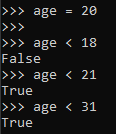 >>> age = 20
>>>
>>> age < 18
False
>>> age < 21
True
>>> age < 31
True